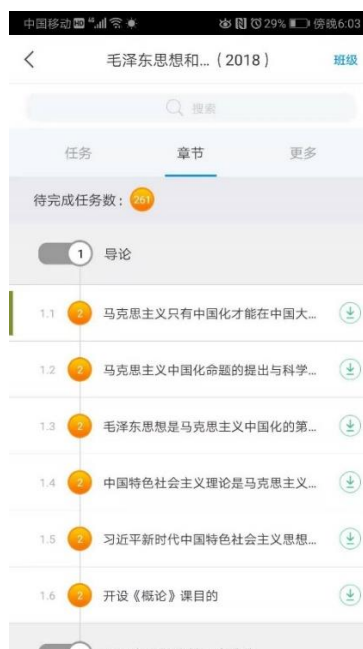 中国移动 HD 4G 29% 傍晚6:03
毛泽东思想和...（2018） 班级
搜索
任务 章节 更多
待完成任务数： 261
1 导论
1.1 2 马克思主义只有中国化才能在中国大...
1.2 2 马克思主义中国化命题的提出与科学...
1.3 2 毛泽东思想是马克思主义中国化的第...
1.4 2 中国特色社会主义理论是马克思主义...
1.5 2 习近平新时代中国特色社会主义思想...
1.6 2 开设《概论》课目的